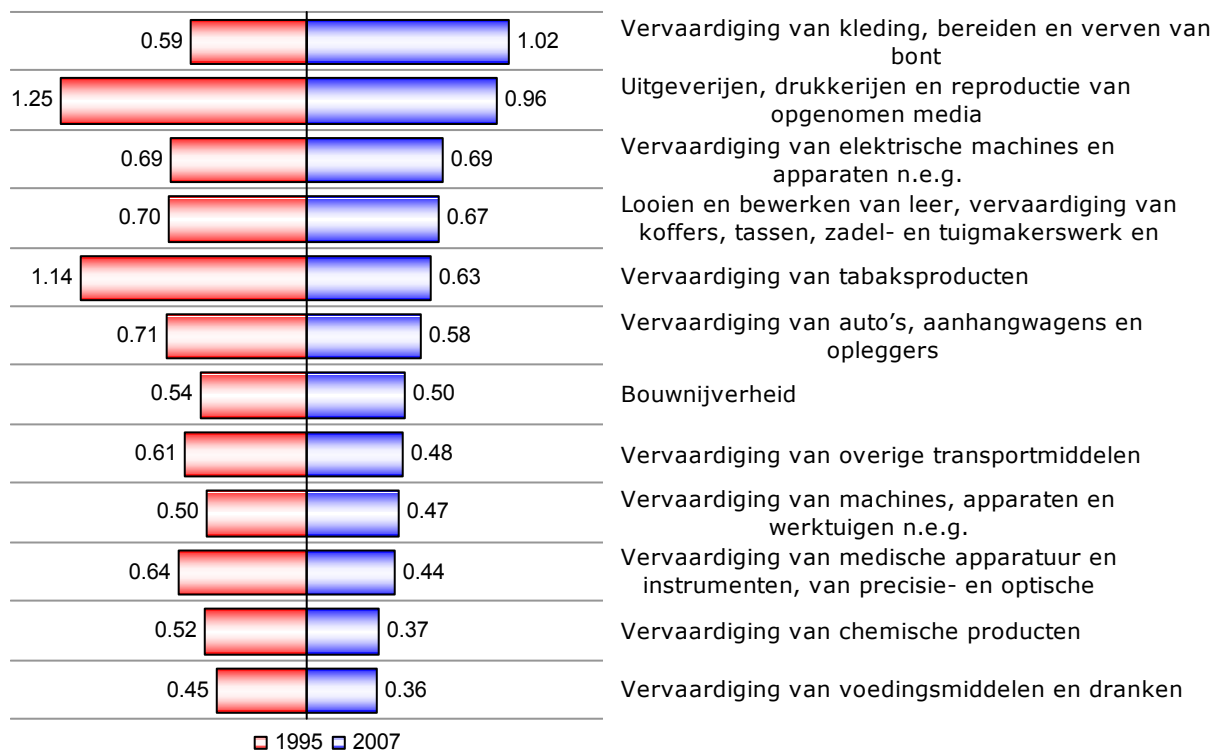 0.59
1.02
Vervaardiging van kleding, bereiden en verven van
bont
1.25
0.96
Uitgeverijen, drukkerijen en reproductie van
opgenomen media
0.69
0.69
Vervaardiging van elektrische machines en
apparaten n.e.g.
0.70
0.67
Looien en bewerken van leer, vervaardiging van
koffers, tassen, zadel- en tuigmakerswerk en
1.14
0.63
Vervaardiging van tabaksproducten
0.71
0.58
Vervaardiging van auto’s, aanhangwagens en
opleggers
0.54
0.50
Bouwnijverheid
0.61
0.48
Vervaardiging van overige transportmiddelen
0.50
0.47
Vervaardiging van machines, apparaten en
werktuigen n.e.g.
0.64
0.44
Vervaardiging van medische apparatuur en
instrumenten, van precisie- en optische
0.52
0.37
Vervaardiging van chemische producten
0.45
0.36
Vervaardiging van voedingsmiddelen en dranken
1995 2007